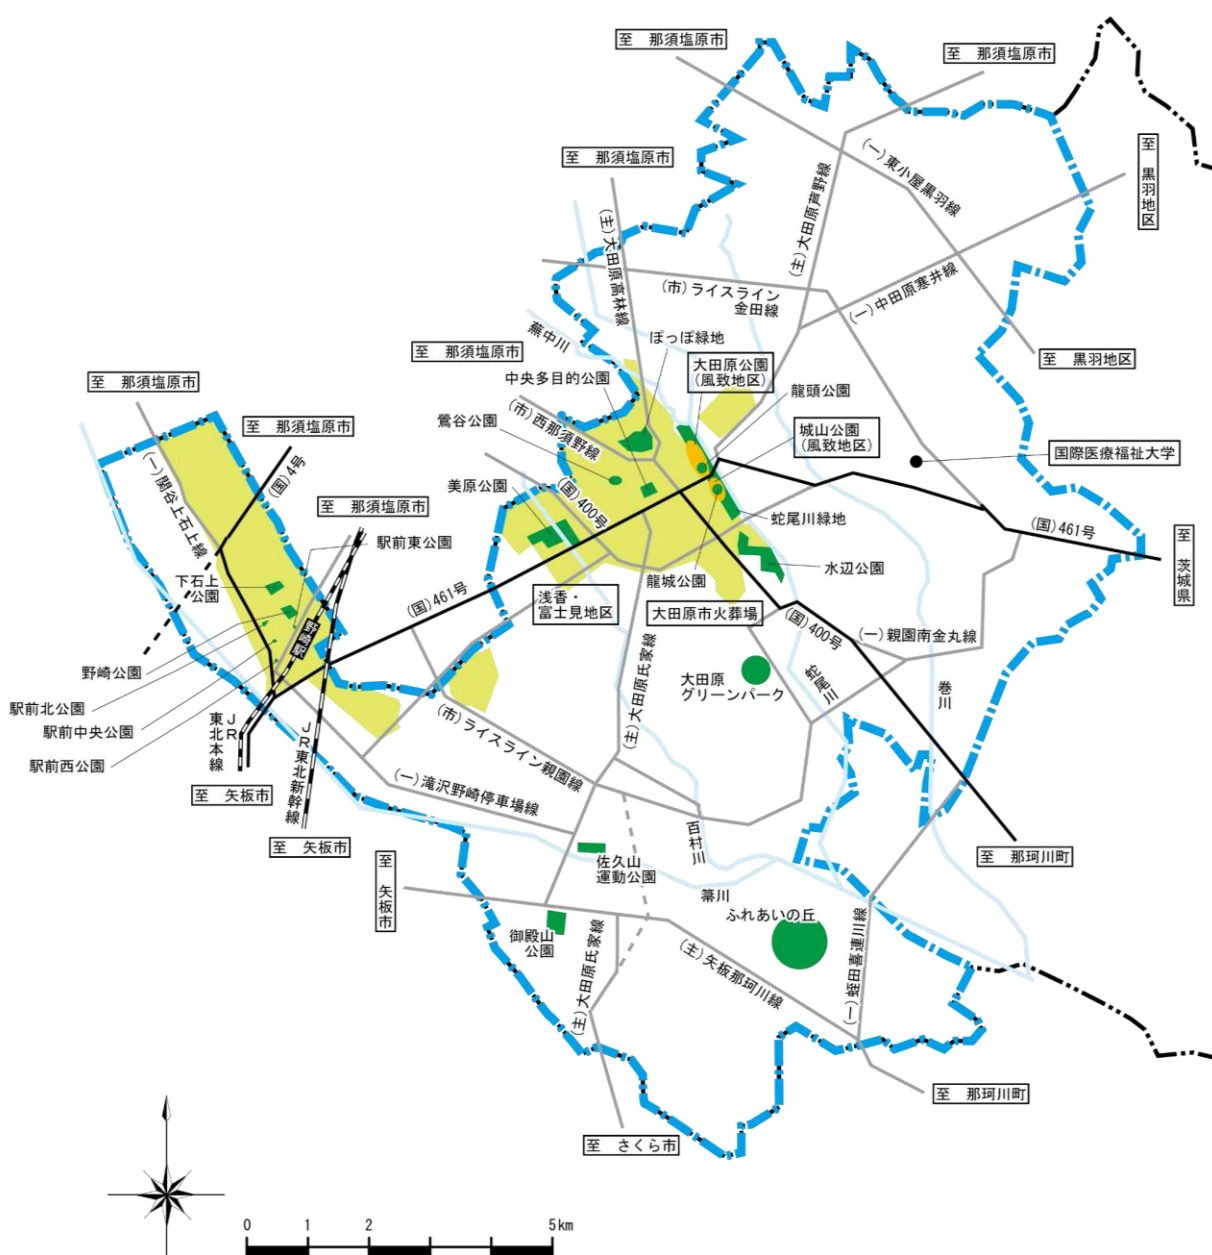 至 那須塩原市
至 那須塩原市
至 黒羽地区
(一)東小屋黒羽線
至 那須塩原市
(主)大田原芦野線
(主)大田原高林線
(一)中田原寒井線
(市)ライスライン
金田線
蕪中川
ぽっぽ緑地
至 那須塩原市
大田原公園
(風致地区)
至 黒羽地区
中央多目的公園
龍頭公園
至 那須塩原市
(市)西那須野線
鶯谷公園
城山公園
(風致地区)
至 那須塩原市
(国)4号
(一)関谷上石上線
国際医療福祉大学
美原公園
(国)400号
至 那須塩原市
蛇尾川緑地
(国)461号
駅前東公園
至 茨城県
下石上
公園
龍城公園
水辺公園
浅香・
富士見地区
大田原市火葬場
(国)461号
(国)400号
(一)親園南金丸線
野崎駅
野崎公園
大田原
グリーンパーク
蛇尾川
巻川
駅前北公園
駅前中央公園
(主)大田原氏家線
JR
東北本線
JR東北新幹線
(市)ライスライン親園線
駅前西公園
(一)滝沢野崎停車場線
至 矢板市
至 矢板市
百村川
至 那珂川町
至 矢板市
佐久山
運動公園
箒川
ふれあいの丘
御殿山
公園
(主)大田原氏家線
(主)矢板那珂川線
(一)蛭田喜連川線
至 那珂川町
至 さくら市
0 1 2 5km